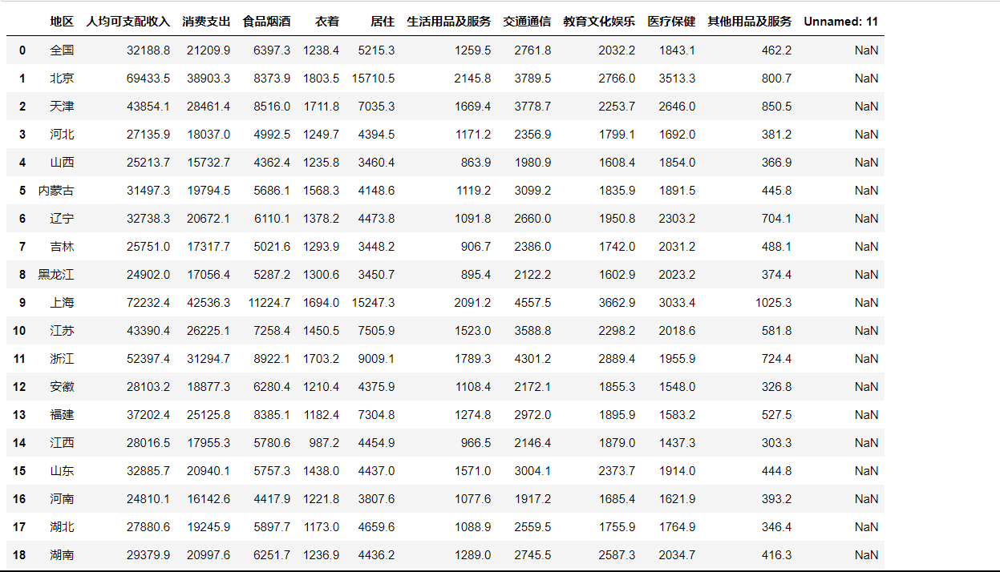 地区 人均可支配收入 消费支出 食品烟酒 衣着 居住 生活用品及服务 交通通信 教育文化娱乐 医疗保健 其他用品及服务 Unnamed: 11
0 全国 32188.8 21209.9 6397.3 1238.4 5215.3 1259.5 2761.8 2032.2 1843.1 462.2 NaN
1 北京 69433.5 38903.3 8373.9 1803.5 15710.5 2145.8 3789.5 2766.0 3513.3 800.7 NaN
2 天津 43854.1 28461.4 8516.0 1711.8 7035.3 1669.4 3778.7 2253.7 2646.0 850.5 NaN
3 河北 27135.9 18037.0 4992.5 1249.7 4394.5 1171.2 2356.9 1799.1 1692.0 381.2 NaN
4 山西 25213.7 15732.7 4362.4 1235.8 3460.4 863.9 1980.9 1608.4 1854.0 366.9 NaN
5 内蒙古 31497.3 19794.5 5686.1 1568.3 4148.6 1119.2 3099.2 1835.9 1891.5 445.8 NaN
6 辽宁 32738.3 20672.1 6110.1 1378.2 4473.8 1091.8 2660.0 1950.8 2303.2 704.1 NaN
7 吉林 25751.0 17317.7 5021.6 1293.9 3448.2 906.7 2386.0 1742.0 2031.2 488.1 NaN
8 黑龙江 24902.0 17056.4 5287.2 1300.6 3450.7 895.4 2122.2 1602.9 2023.2 374.4 NaN
9 上海 72232.4 42536.3 11224.7 1694.0 15247.3 2091.2 4557.5 3662.9 3033.4 1025.3 NaN
10 江苏 43390.4 26225.1 7258.4 1450.5 7505.9 1523.0 3588.8 2298.2 2018.6 581.8 NaN
11 浙江 52397.4 31294.7 8922.1 1703.2 9009.1 1789.3 4301.2 2889.4 1955.9 724.4 NaN
12 安徽 28103.2 18877.3 6280.4 1210.4 4375.9 1108.4 2172.1 1855.3 1548.0 326.8 NaN
13 福建 37202.4 25125.8 8385.1 1182.4 7304.8 1274.8 2972.0 1895.9 1583.2 527.5 NaN
14 江西 28016.5 17955.3 5780.6 987.2 4454.9 966.5 2146.4 1879.0 1437.3 303.3 NaN
15 山东 32885.7 20940.1 5757.3 1438.0 4437.0 1571.0 3004.1 2373.7 1914.0 444.8 NaN
16 河南 24810.1 16142.6 4417.9 1221.8 3807.6 1077.6 1917.2 1685.4 1621.9 393.2 NaN
17 湖北 27880.6 19245.9 5897.7 1173.0 4659.6 1088.9 2559.5 1755.9 1764.9 346.4 NaN
18 湖南 29379.9 20997.6 6251.7 1236.9 4436.2 1289.0 2745.5 2587.3 2034.7 416.3 NaN